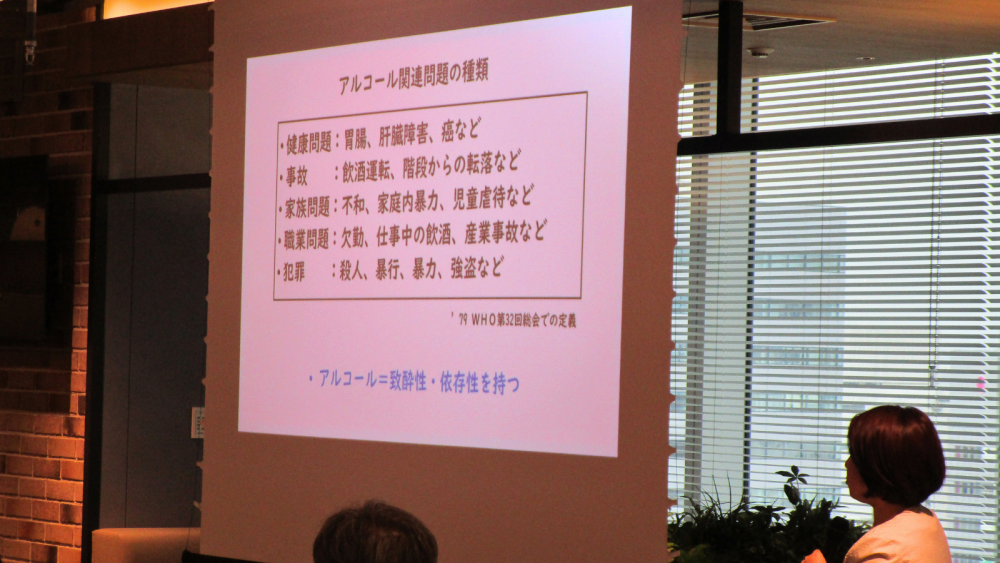 アルコール関連問題の種類
・健康問題：胃腸、肝臓障害、癌など
・事故　　：飲酒運転、階段からの転落など
・家族問題：不和、家庭内暴力、児童虐待など
・職業問題：欠勤、仕事中の飲酒、産業事故など
・犯罪　　：殺人、暴行、暴力、強盗など
’79 ＷＨＯ第32回総会での定義
・アルコール＝致酔性・依存性を持つ